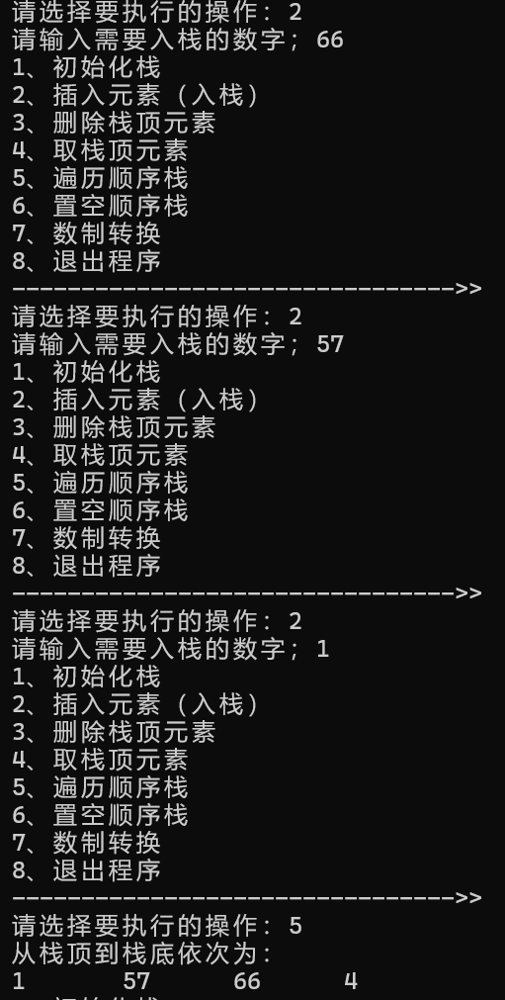 请选择要执行的操作：2
请输入需要入栈的数字；66
1、初始化栈
2、插入元素（入栈）
3、删除栈顶元素
4、取栈顶元素
5、遍历顺序栈
6、置空顺序栈
7、数制转换
8、退出程序
-------------------------------->>
请选择要执行的操作：2
请输入需要入栈的数字；57
1、初始化栈
2、插入元素（入栈）
3、删除栈顶元素
4、取栈顶元素
5、遍历顺序栈
6、置空顺序栈
7、数制转换
8、退出程序
-------------------------------->>
请选择要执行的操作：2
请输入需要入栈的数字；1
1、初始化栈
2、插入元素（入栈）
3、删除栈顶元素
4、取栈顶元素
5、遍历顺序栈
6、置空顺序栈
7、数制转换
8、退出程序
-------------------------------->>
请选择要执行的操作：5
从栈顶到栈底依次为：
1 57 66 4